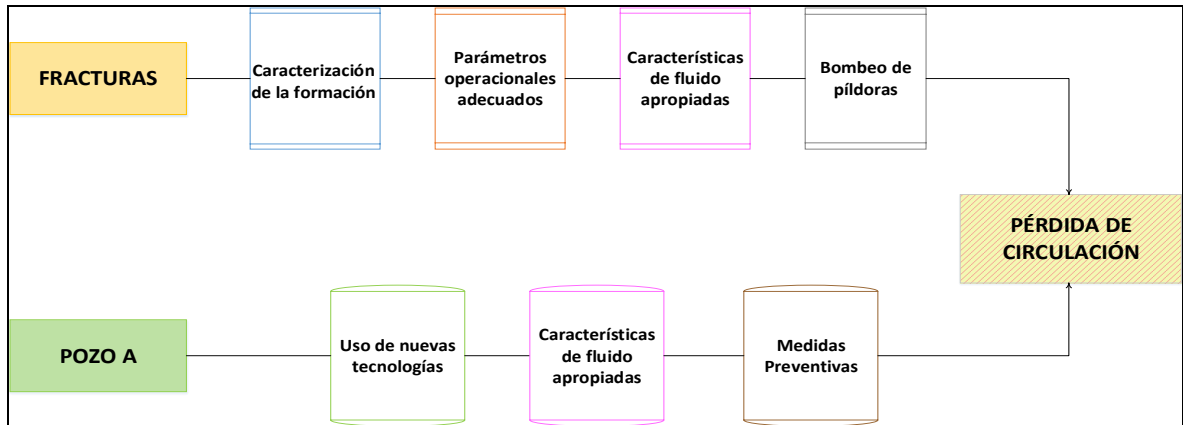 FRACTURAS
Caracterización
de la formación
Parámetros
operacionales
adecuados
Características
de fluido
apropiadas
Bombeo de
píldoras
PÉRDIDA DE
CIRCULACIÓN
POZO A
Uso de nuevas
tecnologías
Características
de fluido
apropiadas
Medidas
Preventivas